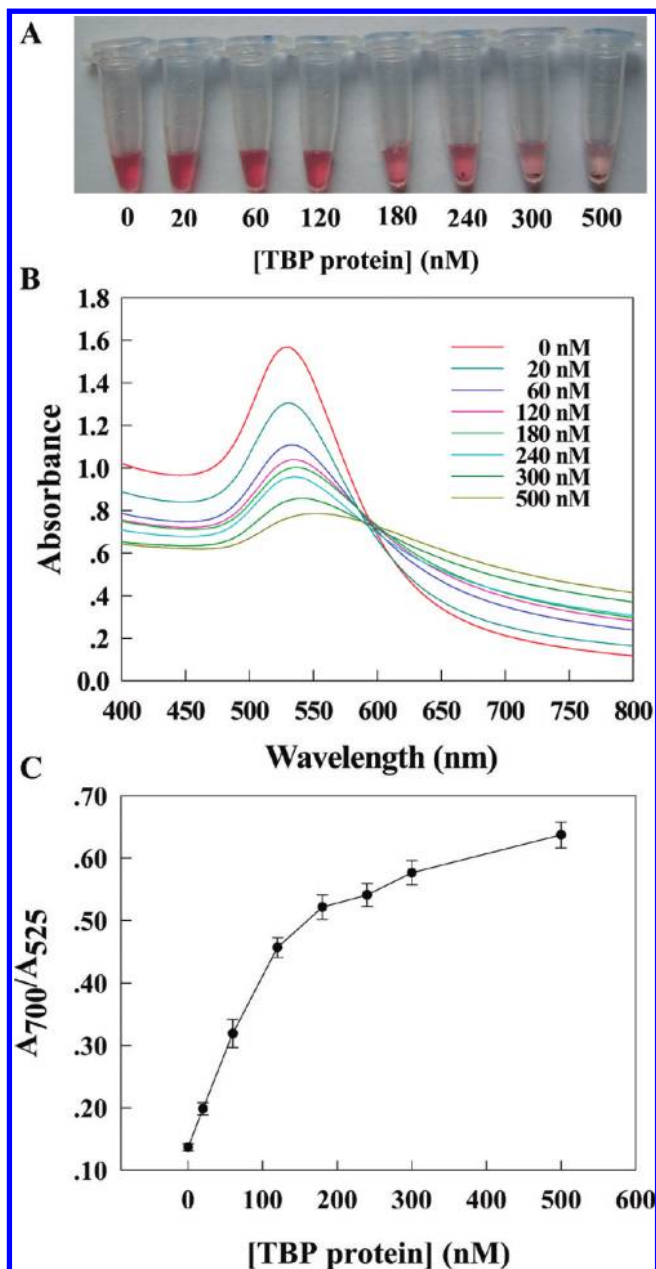 A
0 20 60 120 180 240 300 500
[TBP protein] (nM)
B
1.8
1.6
1.4
1.2
1.0
.8
.6
.4
.2
0.0
Absorbance
0 nM
20 nM
60 nM
120 nM
180 nM
240 nM
300 nM
500 nM
400 450 500 550 600 650 700 750 800
Wavelength (nm)
C
.70
.60
.50
.40
.30
.20
.10
A700/A525
0 100 200 300 400 500 600
[TBP protein] (nM)